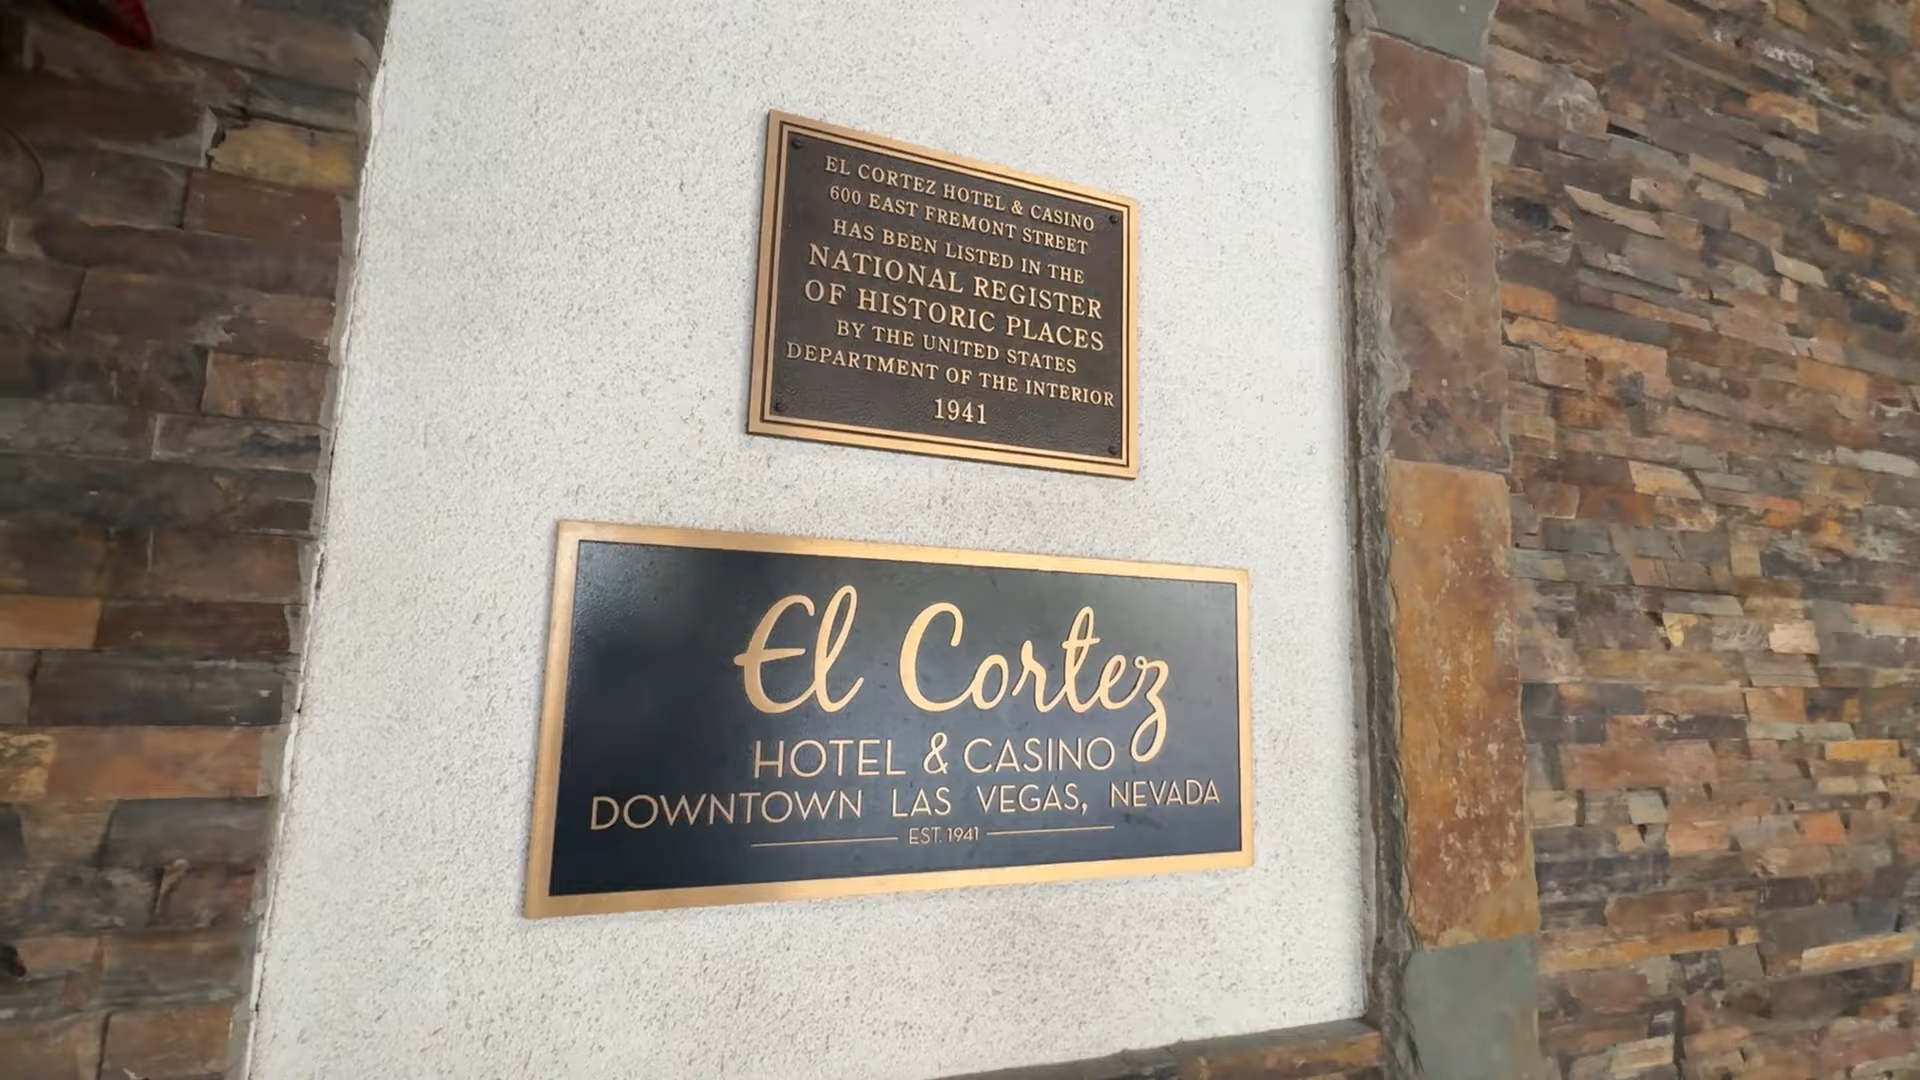 EL CORTEZ HOTEL & CASINO
600 EAST FREMONT STREET
HAS BEEN LISTED IN THE
NATIONAL REGISTER
OF HISTORIC PLACES
BY THE UNITED STATES
DEPARTMENT OF THE INTERIOR
1941
El Cortez
HOTEL & CASINO
DOWNTOWN LAS VEGAS, NEVADA
EST. 1941